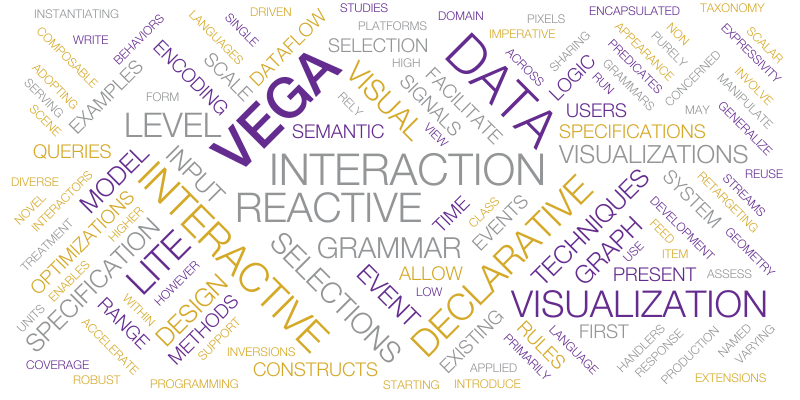 INSTANTIATING
STUDIES
DRIVEN
DOMAIN
ENCAPSULATED
TAXONOMY
COMPOSABLE
WRITE
BEHAVIORS
LANGUAGES
SINGLE
DATAFLOW
PLATFORMS
SELECTION
PIXELS
IMPERATIVE
SHARING
APPEARANCE
NON
PURELY
EXPRESSIVITY
SCALAR
ADOPTING
EXAMPLES
ENCODING
SCALE
VEGA
HIGH
VISUAL
FACILITATE
DATA
ACROSS
LOGIC
RUN
GRAMMARS
PREDICATES
CONCERNED
MANIPULATE
INVOLVE
SERVING
SCENE
FORM
RELY
SIGNALS
VIEW
USERS
MAY
GENERALIZE
LEVEL
SEMANTIC
SPECIFICATIONS
QUERIES
MODEL
INPUT
INTERACTION
VISUALIZATIONS
REUSE
DIVERSE
NOVEL
INTERACTORS
INTERACTIVE
REACTIVE
TIME
CLASS
EVENTS
DECLARATIVE
TECHNIQUES
SYSTEM
RETARGETING
STREAMS
TREATMENT
OPTIMIZATIONS
HIGHER
GRAMMAR
GRAPH
USE
FEED
DEVELOPMENT
GEOMETRY
SPECIFICATION
ENABLES
LITE
HOWEVER
SELECTIONS
EVENT
ALLOW
LOW
ITEM
PRESENT
ASSESS
UNITS
RANGE
WITHIN
DESIGN
VISUALIZATION
ACCELERATE
METHODS
SUPPORT
EXISTING
PRIMARILY
RULES
LANGUAGE
FIRST
HANDLERS
RESPONSE
PRODUCTION
NAMED
VARYING
INVERSIONS
COVERAGE
CONSTRUCTS
APPLIED
ROBUST
PROGRAMMING
STARTING
INTRODUCE
EXTENSIONS